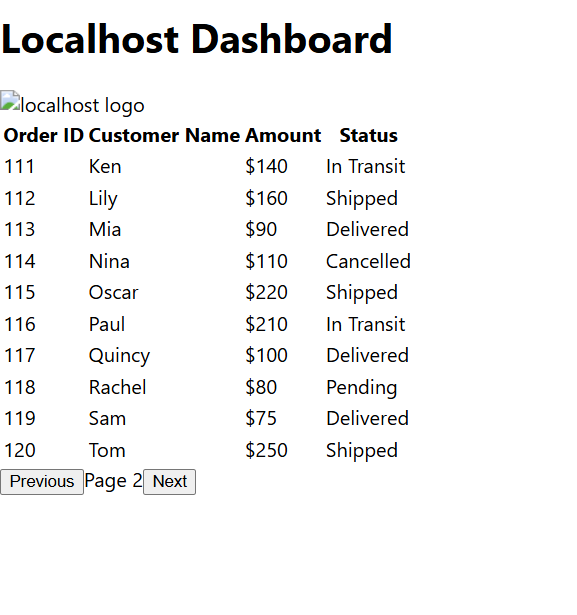 Localhost Dashboard
localhost logo
Order ID Customer Name Amount Status
111 Ken $140 In Transit
112 Lily $160 Shipped
113 Mia $90 Delivered
114 Nina $110 Cancelled
115 Oscar $220 Shipped
116 Paul $210 In Transit
117 Quincy $100 Delivered
118 Rachel $80 Pending
119 Sam $75 Delivered
120 Tom $250 Shipped
Previous Page 2 Next